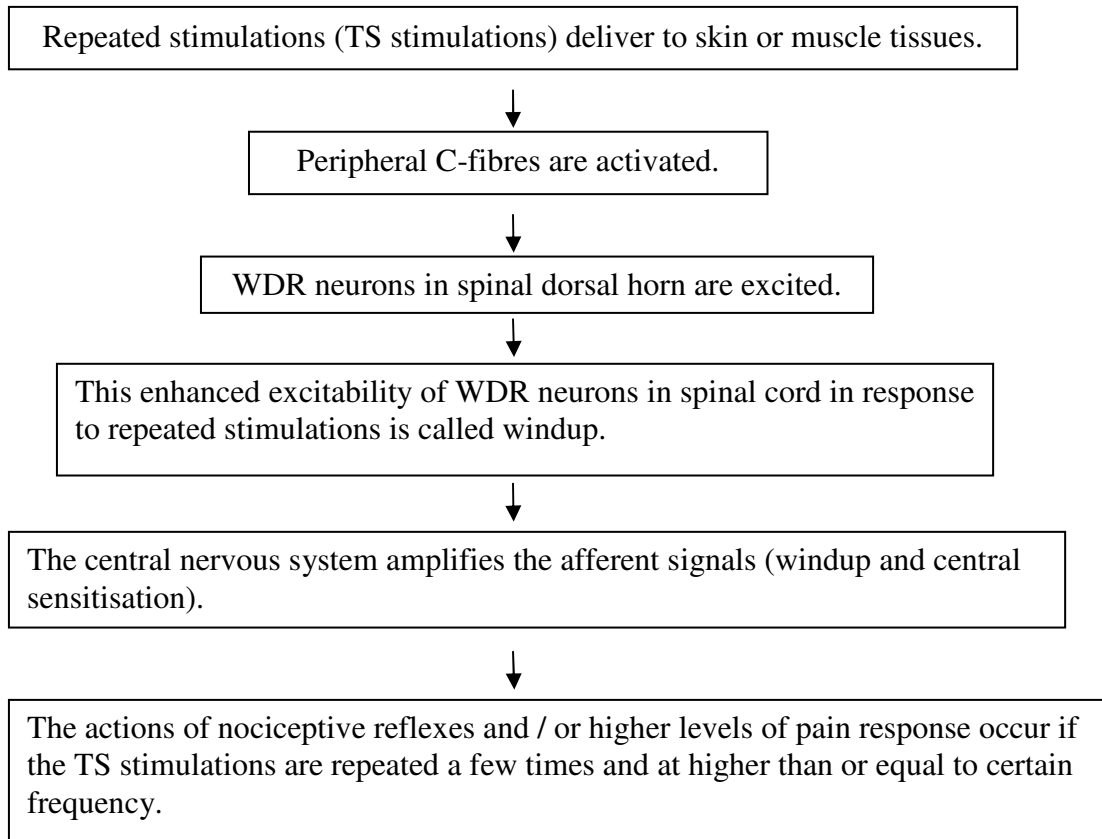 Repeated stimulations (TS stimulations) deliver to skin or muscle tissues.
Peripheral C-fibres are activated.
WDR neurons in spinal dorsal horn are excited.
This enhanced excitability of WDR neurons in spinal cord in response
to repeated stimulations is called windup.
The central nervous system amplifies the afferent signals (windup and central
sensitisation).
The actions of nociceptive reflexes and / or higher levels of pain response occur if
the TS stimulations are repeated a few times and at higher than or equal to certain
frequency.